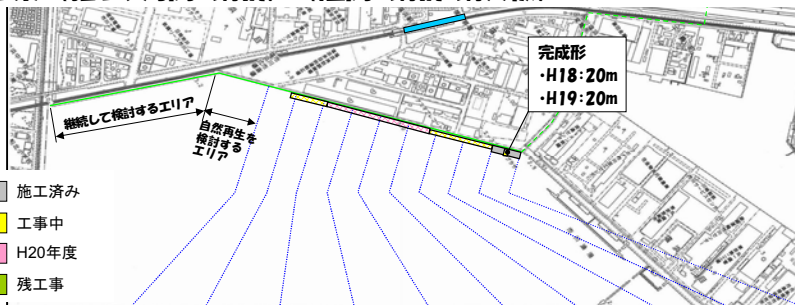 完成形
・H18:20m
・H19:20m
継続して検討するエリア
自然再生を
検討する
エリア
施工済み
工事中
H20年度
残工事